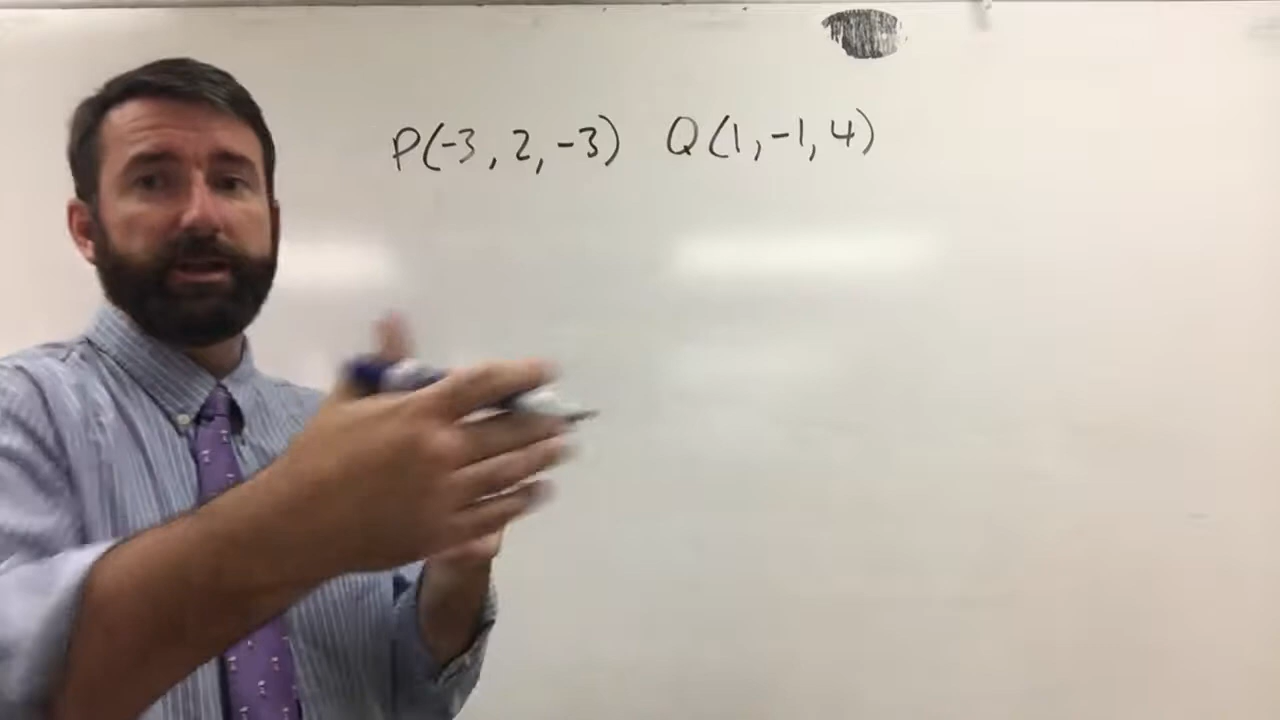 P(-3, 2, -3) Q(1, -1, 4)